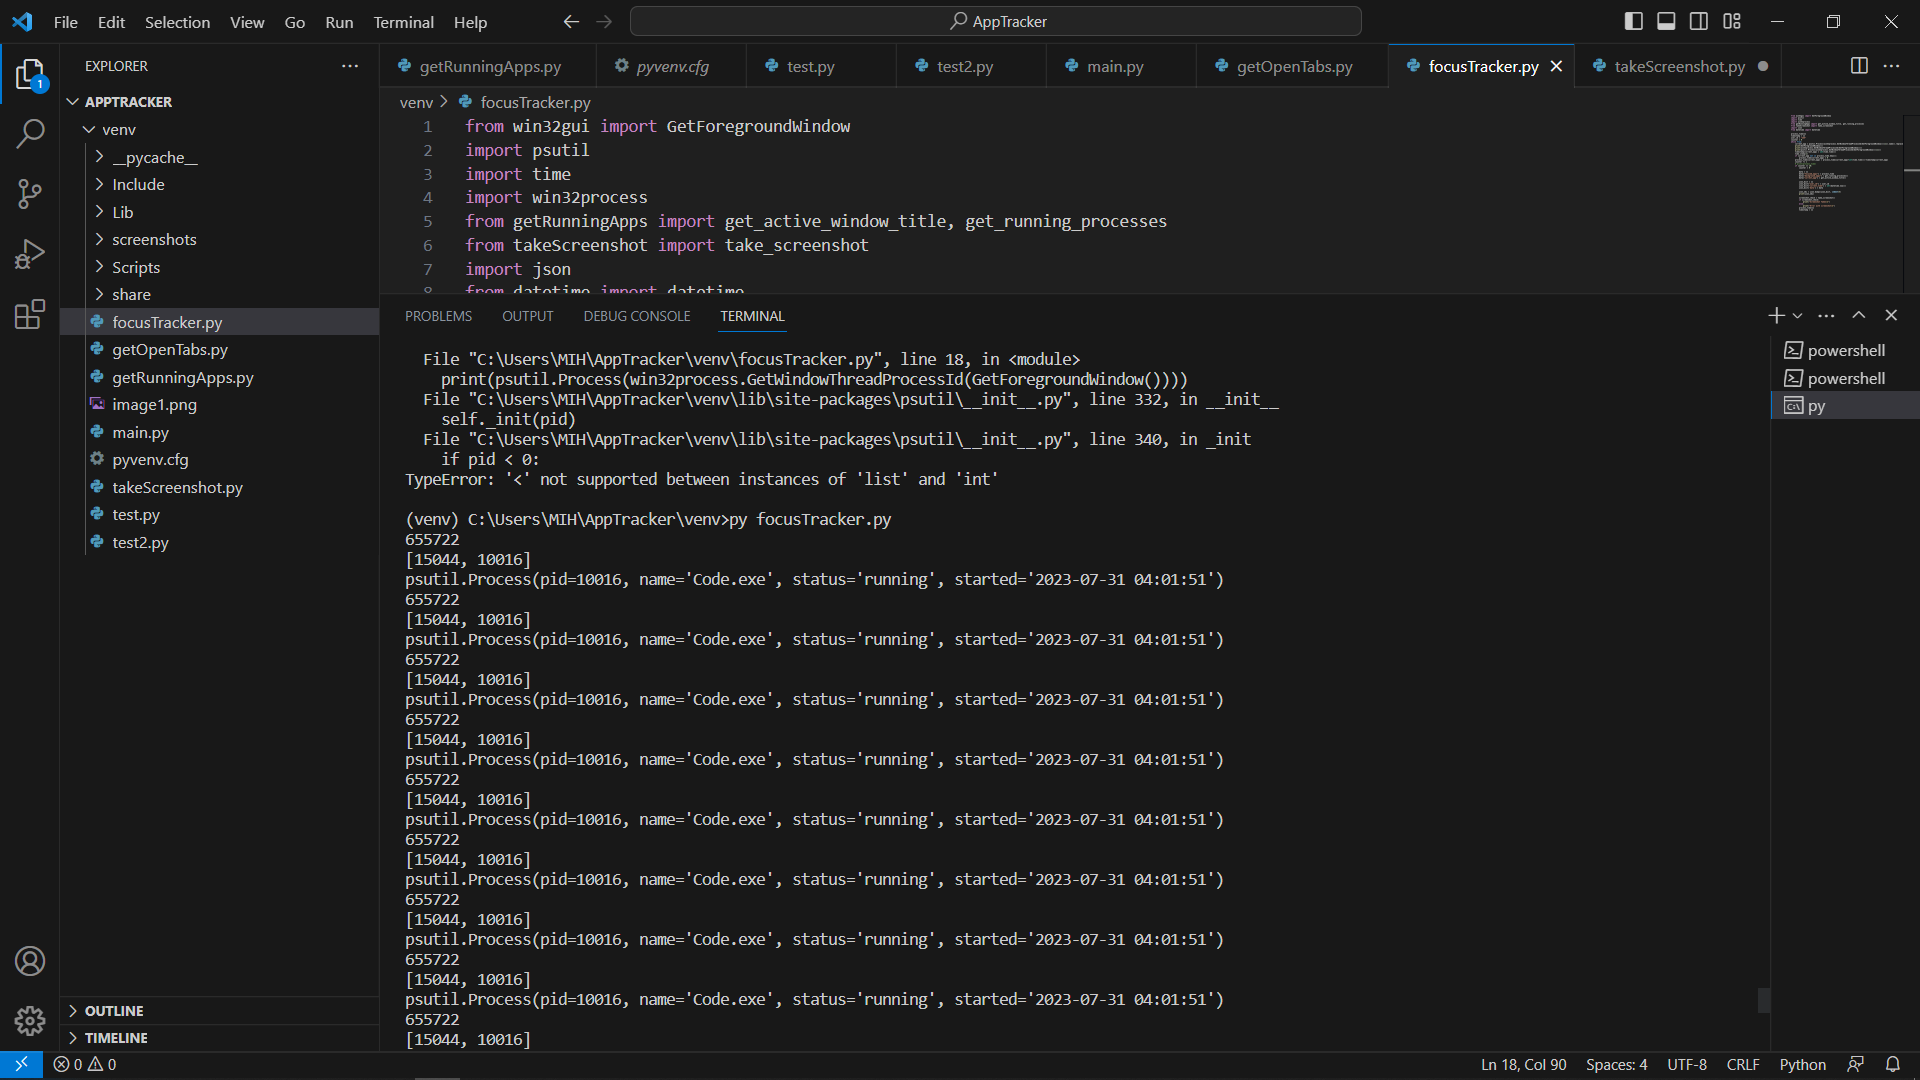 File Edit Selection View Go Run Terminal Help
AppTracker
1
EXPLORER
APPTRACKER
venv
__pycache__
Include
Lib
screenshots
Scripts
share
focusTracker.py
getOpenTabs.py
getRunningApps.py
image1.png
main.py
pyvenv.cfg
takeScreenshot.py
test.py
test2.py
OUTLINE
TIMELINE
getRunningApps.py pyvenv.cfg test.py test2.py main.py getOpenTabs.py focusTracker.py takeScreenshot.py
venv > focusTracker.py
1 from win32gui import GetForegroundWindow
2 import psutil
3 import time
4 import win32process
5 from getRunningApps import get_active_window_title, get_running_processes
6 from takeScreenshot import take_screenshot
7 import json
8 from datetime import datetime
PROBLEMS OUTPUT DEBUG CONSOLE TERMINAL
File "C:\Users\MIH\AppTracker\venv\focusTracker.py", line 18, in <module>
print(psutil.Process(win32process.GetWindowThreadProcessId(GetForegroundWindow())))
File "C:\Users\MIH\AppTracker\venv\lib\site-packages\psutil\__init__.py", line 332, in __init__
self._init(pid)
File "C:\Users\MIH\AppTracker\venv\lib\site-packages\psutil\__init__.py", line 340, in _init
if pid < 0:
TypeError: '<' not supported between instances of 'list' and 'int'
(venv) C:\Users\MIH\AppTracker\venv>py focusTracker.py
655722
[15044, 10016]
psutil.Process(pid=10016, name='Code.exe', status='running', started='2023-07-31 04:01:51')
655722
[15044, 10016]
psutil.Process(pid=10016, name='Code.exe', status='running', started='2023-07-31 04:01:51')
655722
[15044, 10016]
psutil.Process(pid=10016, name='Code.exe', status='running', started='2023-07-31 04:01:51')
655722
[15044, 10016]
psutil.Process(pid=10016, name='Code.exe', status='running', started='2023-07-31 04:01:51')
655722
[15044, 10016]
psutil.Process(pid=10016, name='Code.exe', status='running', started='2023-07-31 04:01:51')
655722
[15044, 10016]
psutil.Process(pid=10016, name='Code.exe', status='running', started='2023-07-31 04:01:51')
655722
[15044, 10016]
psutil.Process(pid=10016, name='Code.exe', status='running', started='2023-07-31 04:01:51')
655722
[15044, 10016]
psutil.Process(pid=10016, name='Code.exe', status='running', started='2023-07-31 04:01:51')
655722
[15044, 10016]
powershell
powershell
py
0 0
Ln 18, Col 90 Spaces: 4 UTF-8 CRLF Python